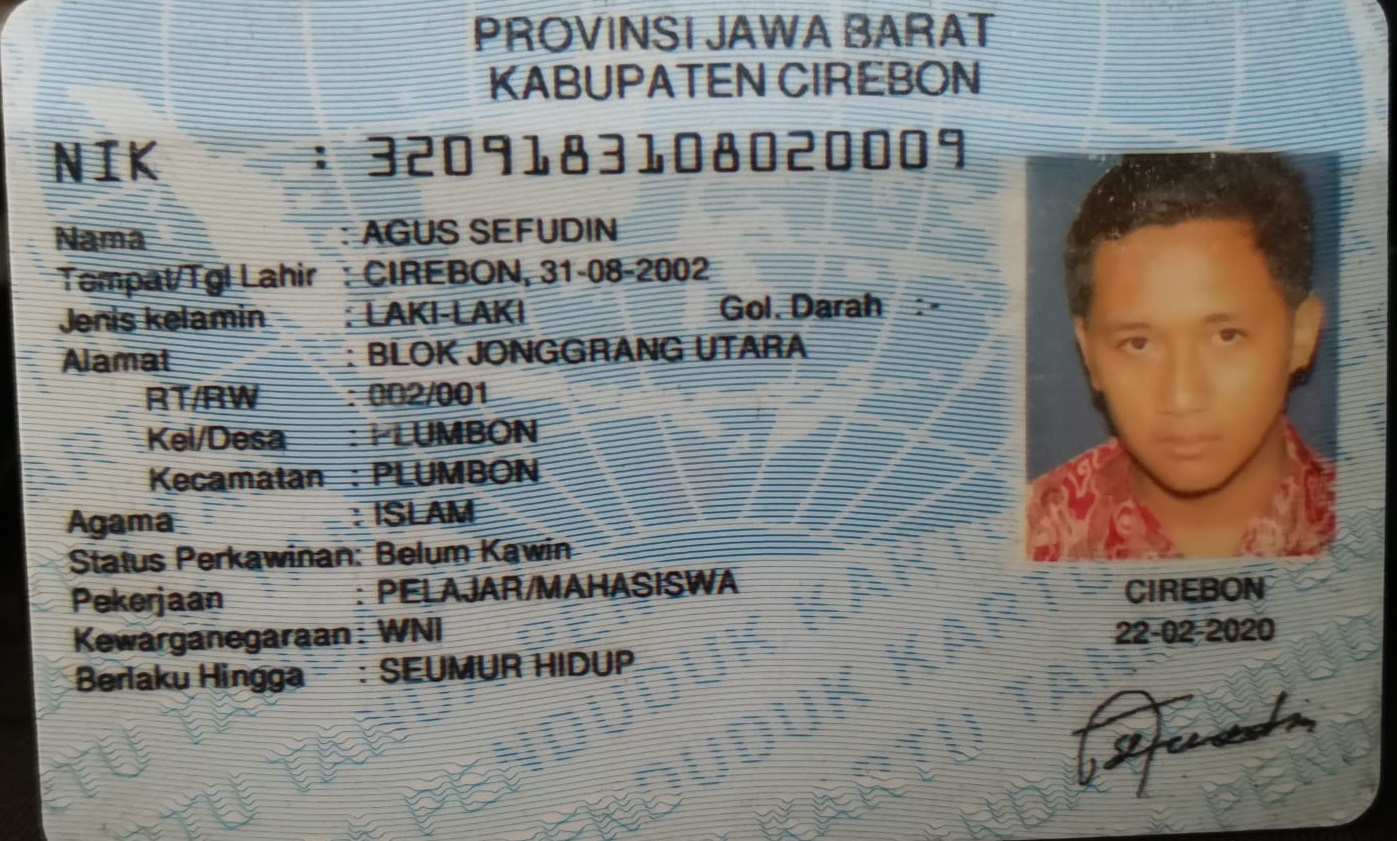 PROVINSI JAWA BARAT
KABUPATEN CIREBON
NIK : 3209183108020009
Nama : AGUS SEFUDIN
Tempat/Tgl Lahir : CIREBON, 31-08-2002
Jenis kelamin : LAKI-LAKI Gol. Darah : -
Alamat : BLOK JONGGRANG UTARA
RT/RW : 002/001
Kel/Desa : PLUMBON
Kecamatan : PLUMBON
Agama : ISLAM
Status Perkawinan: Belum Kawin
Pekerjaan : PELAJAR/MAHASISWA
Kewarganegaraan: WNI
Berlaku Hingga : SEUMUR HIDUP
CIREBON
22-02-2020